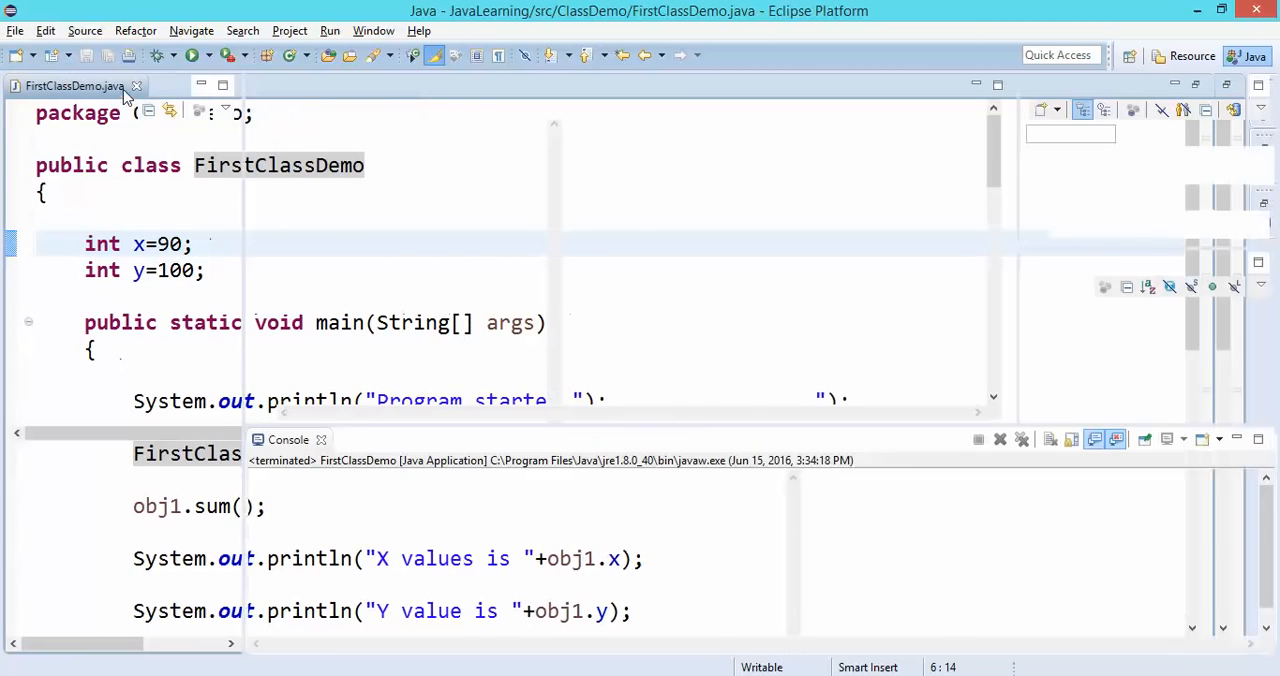 Java - JavaLearning/src/ClassDemo/FirstClassDemo.java - Eclipse Platform
File Edit Source Refactor Navigate Search Project Run Window Help
Quick Access
Resource
Java
FirstClassDemo.java
package
public class FirstClassDemo
{
int x=90;
int y=100;
public static void main(String[] args)
{
System.out.println("Program starte ");
");
FirstClas
Console
<terminated> FirstClassDemo [Java Application] C:\Program Files\Java\jre1.8.0_40\bin\javaw.exe (Jun 15, 2016, 3:34:18 PM)
obj1.sum();
System.out.println("X values is "+obj1.x);
System.out.println("Y value is "+obj1.y);
Writable
Smart Insert
6 : 14